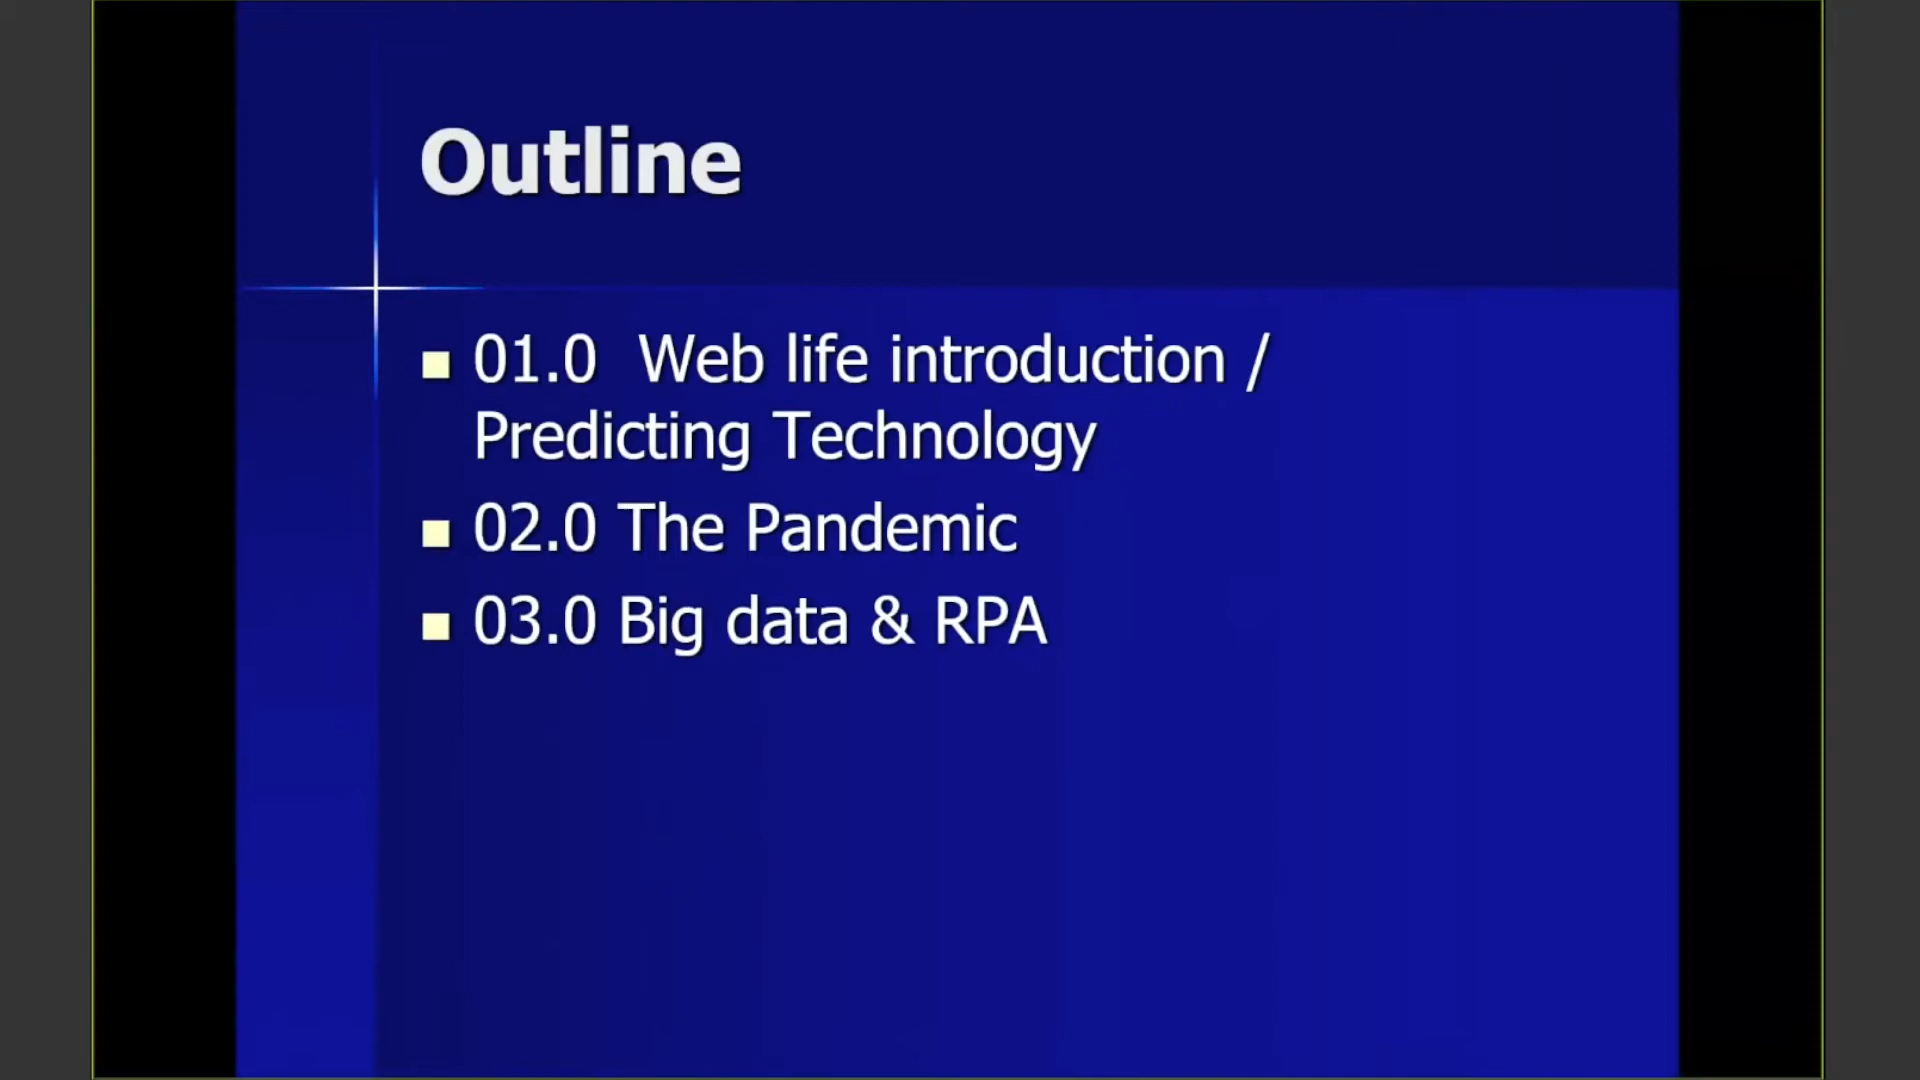 Outline
01.0  Web life introduction /
Predicting Technology
02.0 The Pandemic
03.0 Big data & RPA